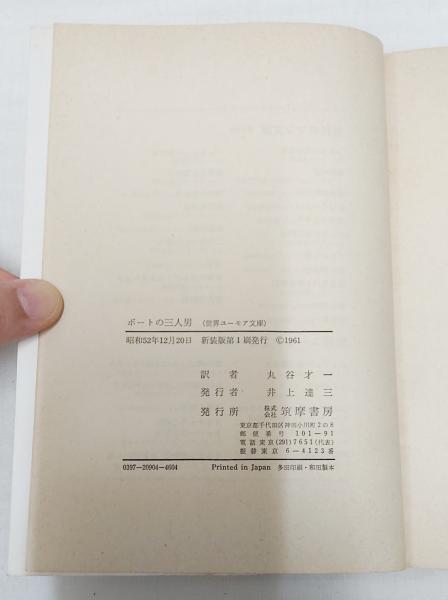 ボートの三人男 (世界ユーモア文庫)
昭和52年12月20日 新装版第1刷発行 ©1961
訳者 丸谷才一
発行者 井上達三
発行所 株式会社 筑摩書房
東京都千代田区神田小川町2の8
郵便番号 101-91
電話東京(291)7651(代表)
振替東京 6-4123番
0397-20904-4604 Printed in Japan 多田印刷・和田製本